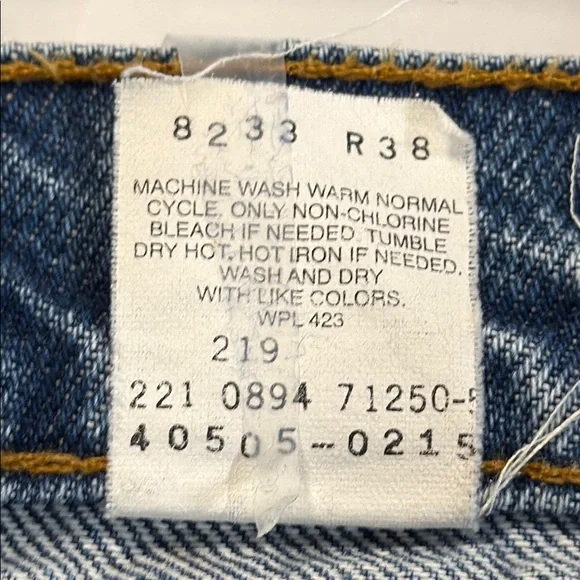 8233 R38
MACHINE WASH WARM NORMAL
CYCLE. ONLY NON-CHLORINE
BLEACH IF NEEDED. TUMBLE
DRY HOT. HOT IRON IF NEEDED.
WASH AND DRY
WITH LIKE COLORS.
WPL 423
219
221 0894 71250-
40505-0215